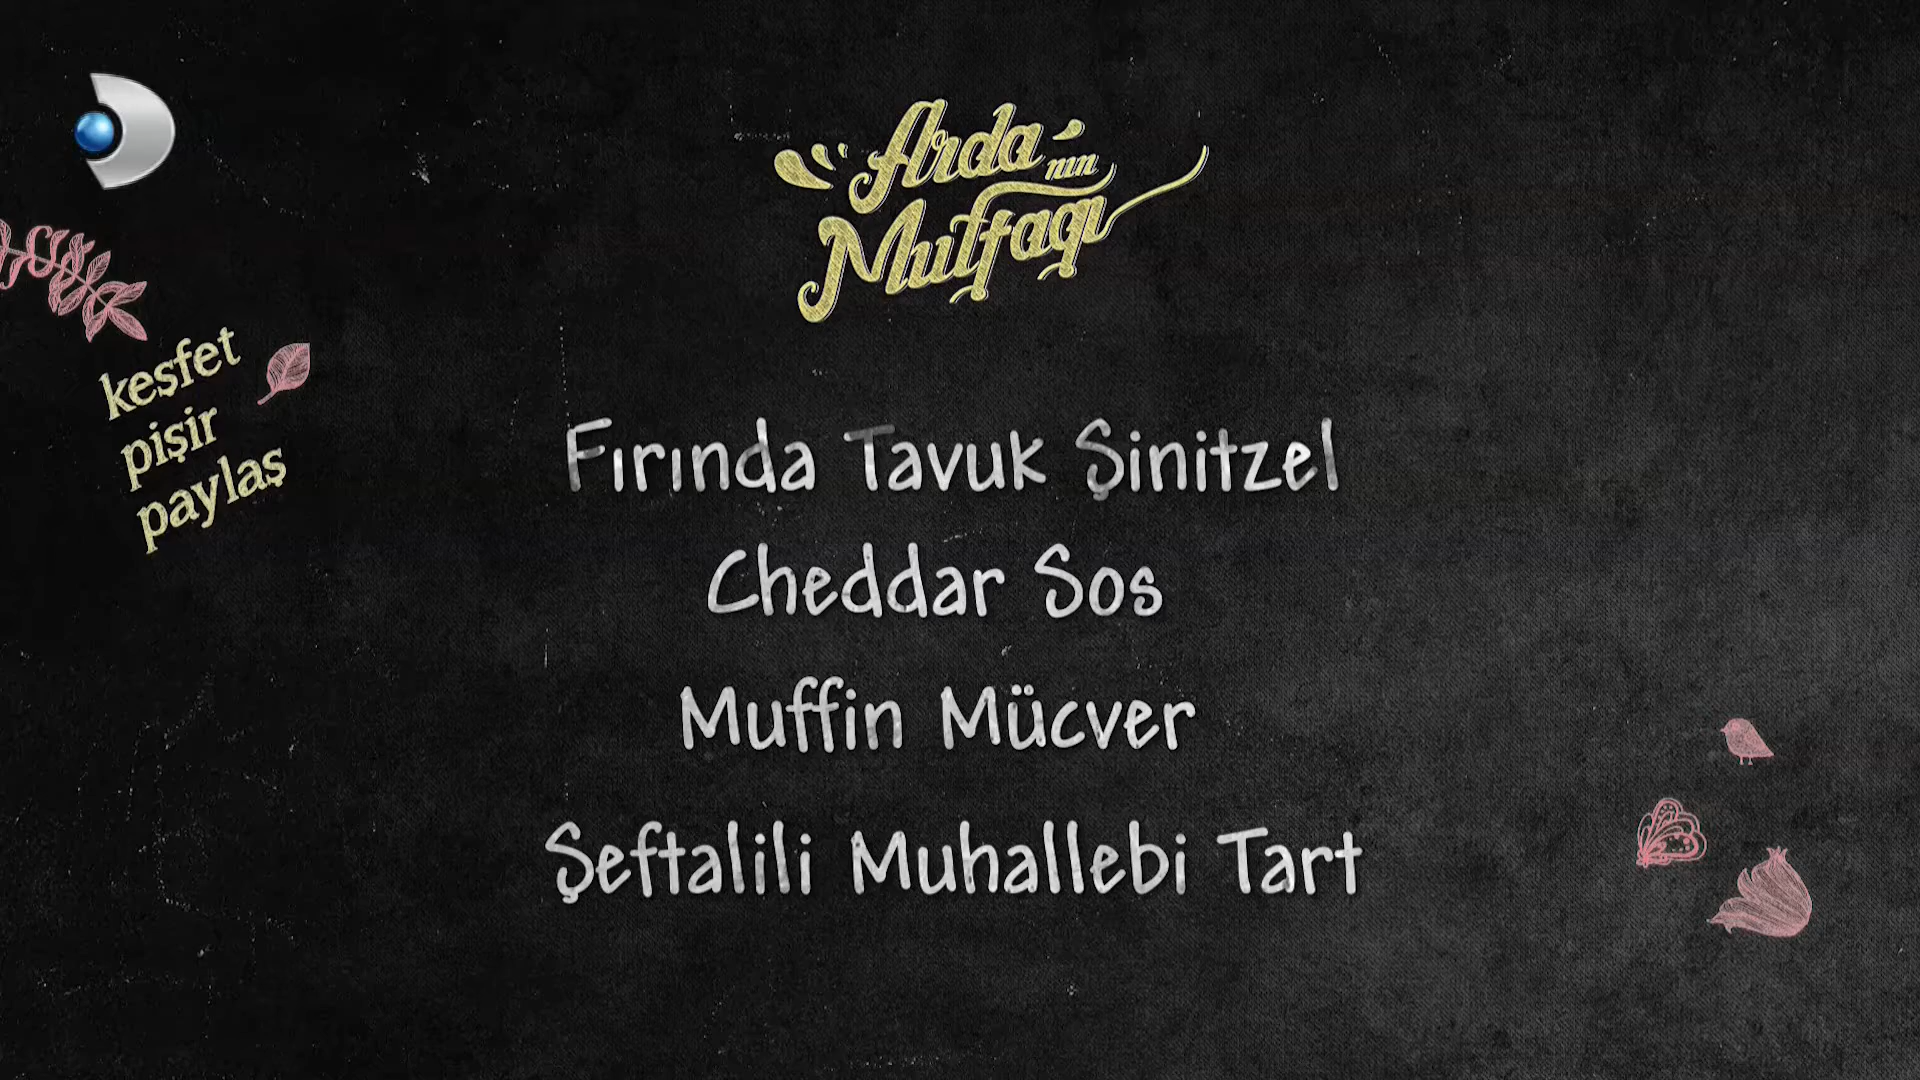 Arda'nın
Mutfağı
keşfet
pişir
paylaş
Fırında Tavuk Şinitzel
Cheddar Sos
Muffin Mücver
Şeftalili Muhallebi Tart